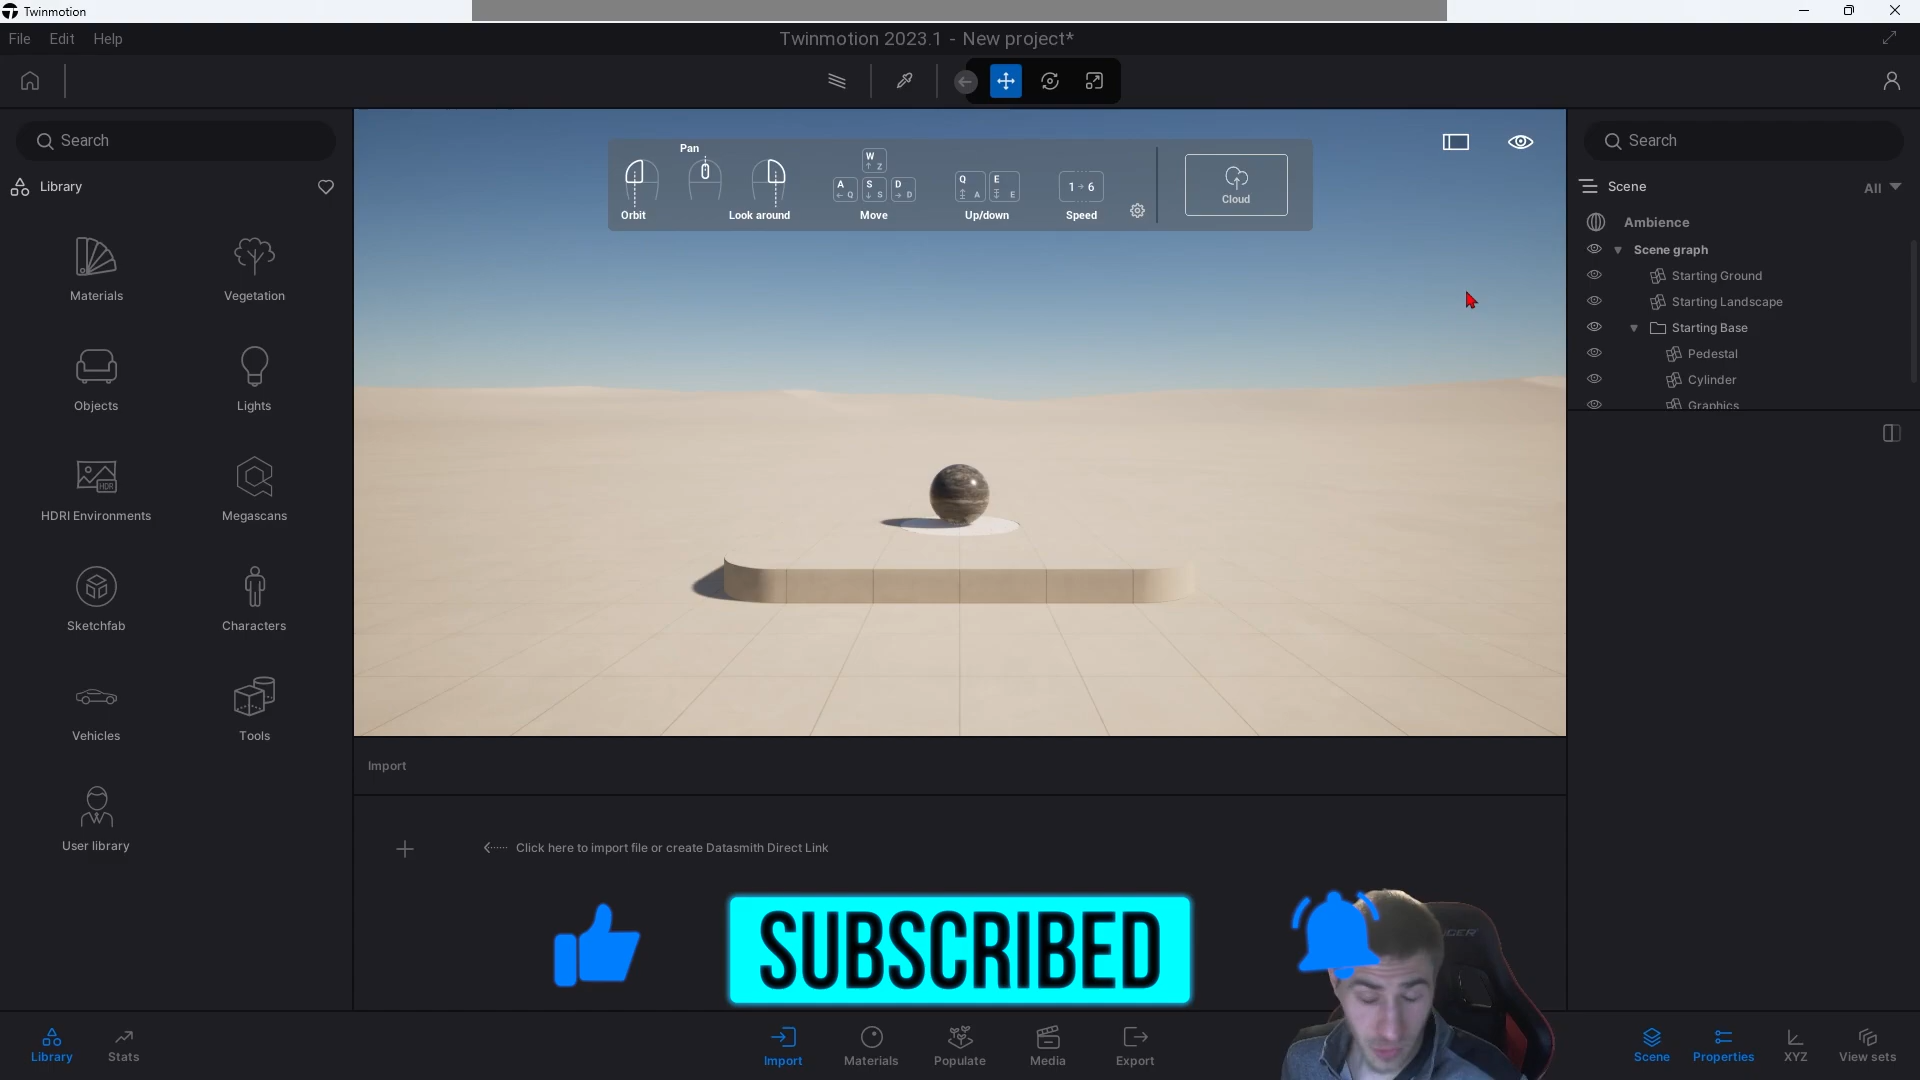 Twinmotion
File Edit Help
Twinmotion 2023.1 - New project*
Search
Library
Materials
Vegetation
Objects
Lights
HDR
HDRI Environments
Megascans
Sketchfab
Characters
Vehicles
Tools
User library
Pan
Orbit
Look around
W
Z
A
Q
S
S
D
D
Move
Q
A
E
E
Up/down
1 6
Speed
Cloud
Search
Scene
All
Ambience
Scene graph
Starting Ground
Starting Landscape
Starting Base
Pedestal
Cylinder
Graphics
Import
Click here to import file or create Datasmith Direct Link
SUBSCRIBED
Library
Stats
Import
Materials
Populate
Media
Export
Scene
Properties
XYZ
View sets